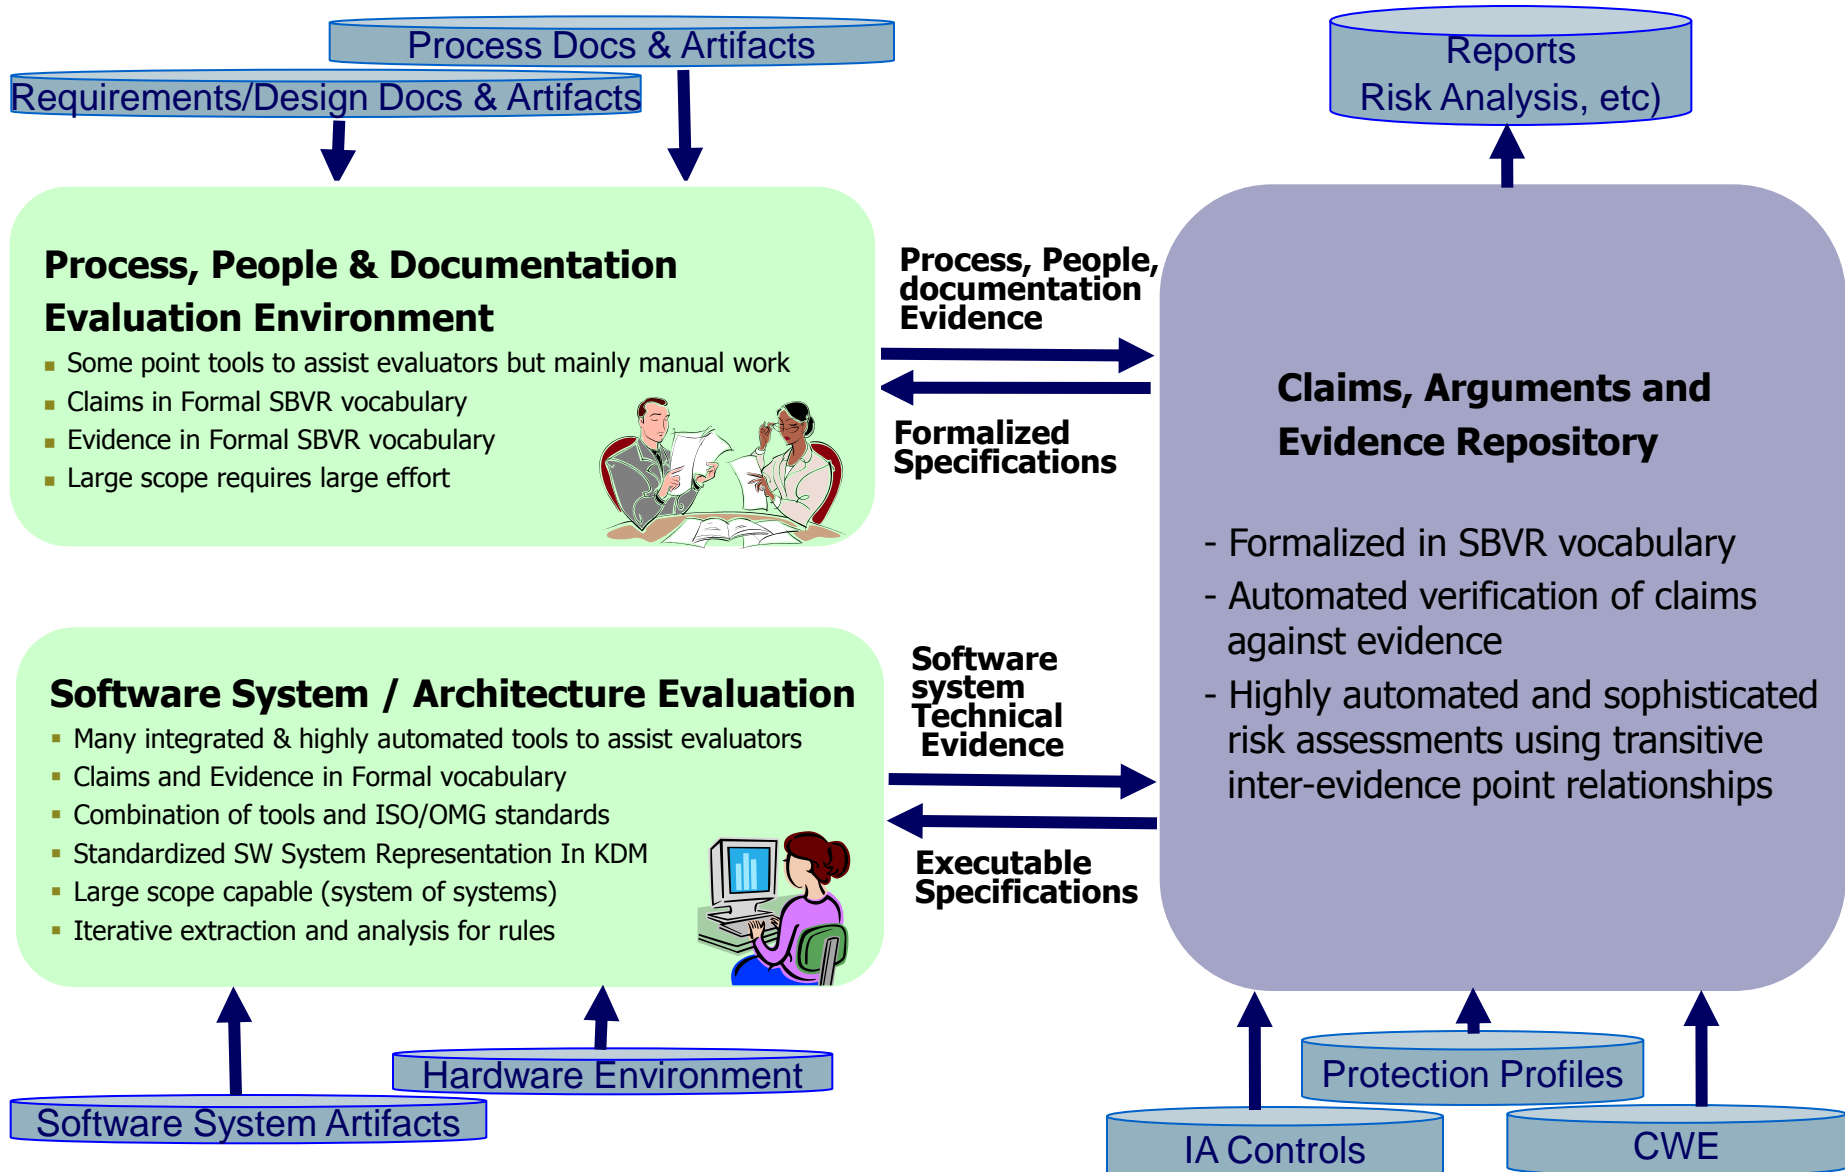 Process Docs & Artifacts
Requirements/Design Docs & Artifacts
Reports
Risk Analysis, etc)
Process, People & Documentation
Evaluation Environment
Some point tools to assist evaluators but mainly manual work
Claims in Formal SBVR vocabulary
Evidence in Formal SBVR vocabulary
Large scope requires large effort
Process, People,
documentation
Evidence
Formalized
Specifications
Claims, Arguments and
Evidence Repository
- Formalized in SBVR vocabulary
- Automated verification of claims
against evidence
- Highly automated and sophisticated
risk assessments using transitive
inter-evidence point relationships
Software System / Architecture Evaluation
Many integrated & highly automated tools to assist evaluators
Claims and Evidence in Formal vocabulary
Combination of tools and ISO/OMG standards
Standardized SW System Representation In KDM
Large scope capable (system of systems)
Iterative extraction and analysis for rules
Software
system
Technical
Evidence
Executable
Specifications
Hardware Environment
Software System Artifacts
Protection Profiles
IA Controls
CWE